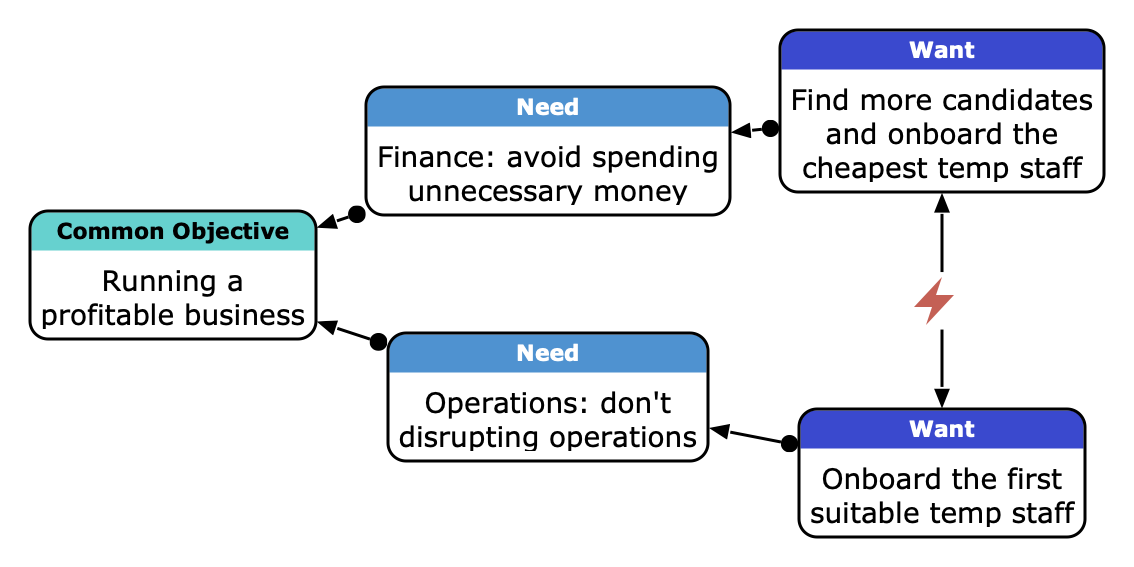 Want
Find more candidates
and onboard the
cheapest temp staff
Need
Finance: avoid spending
unnecessary money
Common Objective
Running a
profitable business
Need
Operations: don't
disrupting operations
Want
Onboard the first
suitable temp staff